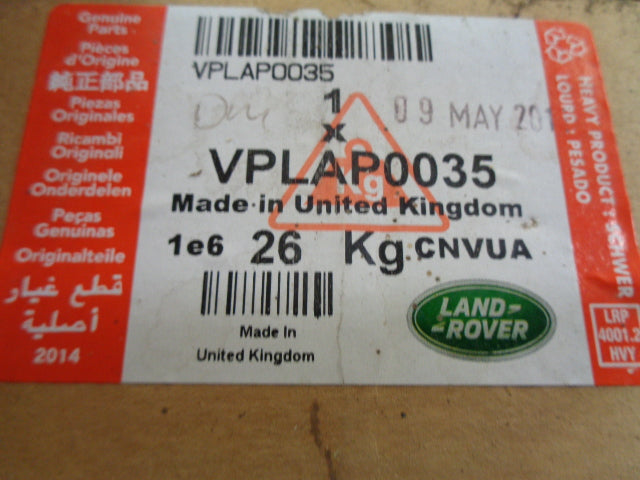 Genuine
Parts
Pièces
d'Origine
純正部品
Piezas
Originales
Ricambi
Originali
Originele
Onderdelen
Peças
Genuínas
Originalteile
قطع غيار
أصلية
2014
VPLAP0035
1
x
09 MAY 201
VPLAP0035
Kg
Made in United Kingdom
1e6 26 Kg CNVUA
Made In
United Kingdom
LAND-
-ROVER
HEAVY PRODUCT : SCHWER
LOURD : PESADO
LRP
4001.2
HVY